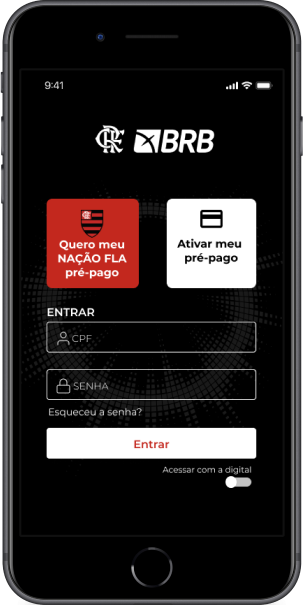 9:41
CRF BRB
Quero meu
NAÇÃO FLA
pré-pago
Ativar meu
pré-pago
ENTRAR
CPF
SENHA
Esqueceu a senha?
Entrar
Acessar com a digital